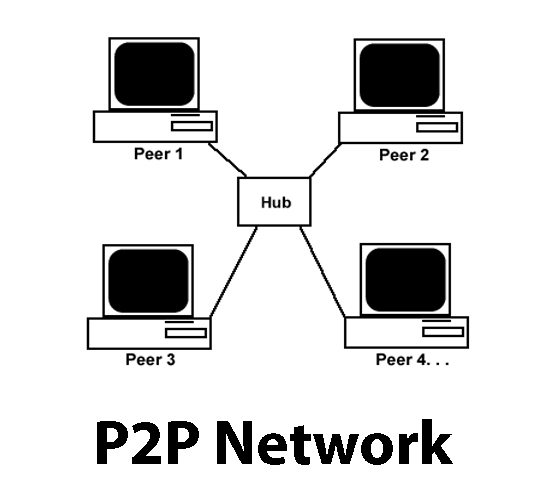 Peer 1
Peer 2
Hub
Peer 3
Peer 4. . .
P2P Network